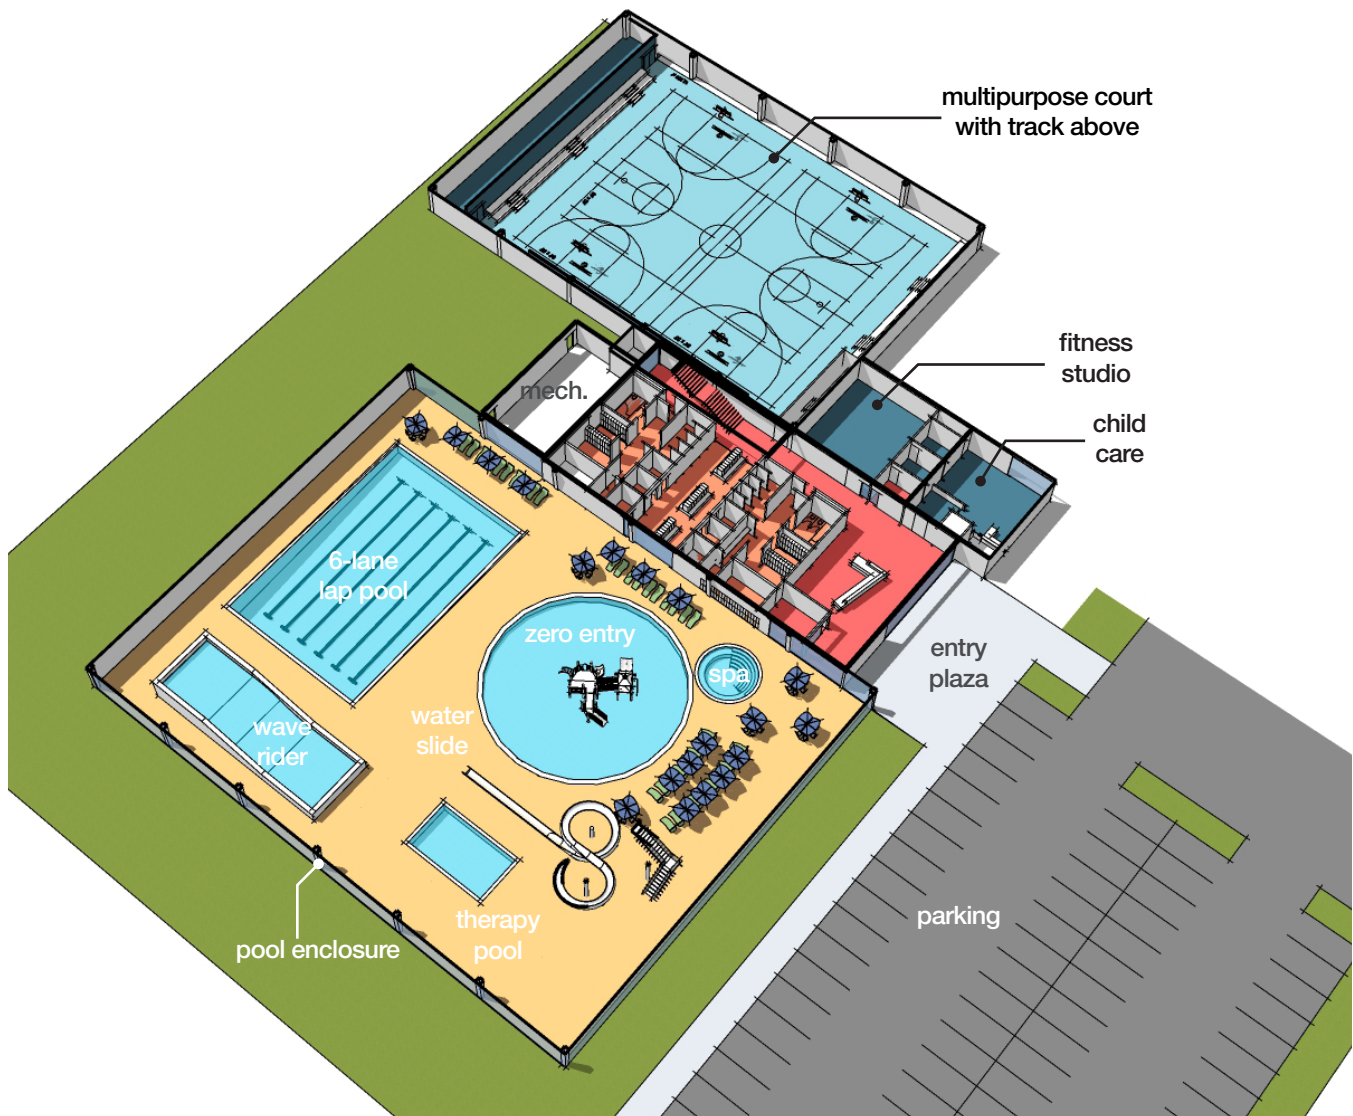 multipurpose court
with track above
fitness
studio
child
care
mech.
6-lane
lap pool
zero entry
spa
entry
plaza
water
slide
wave
rider
parking
therapy
pool
pool enclosure